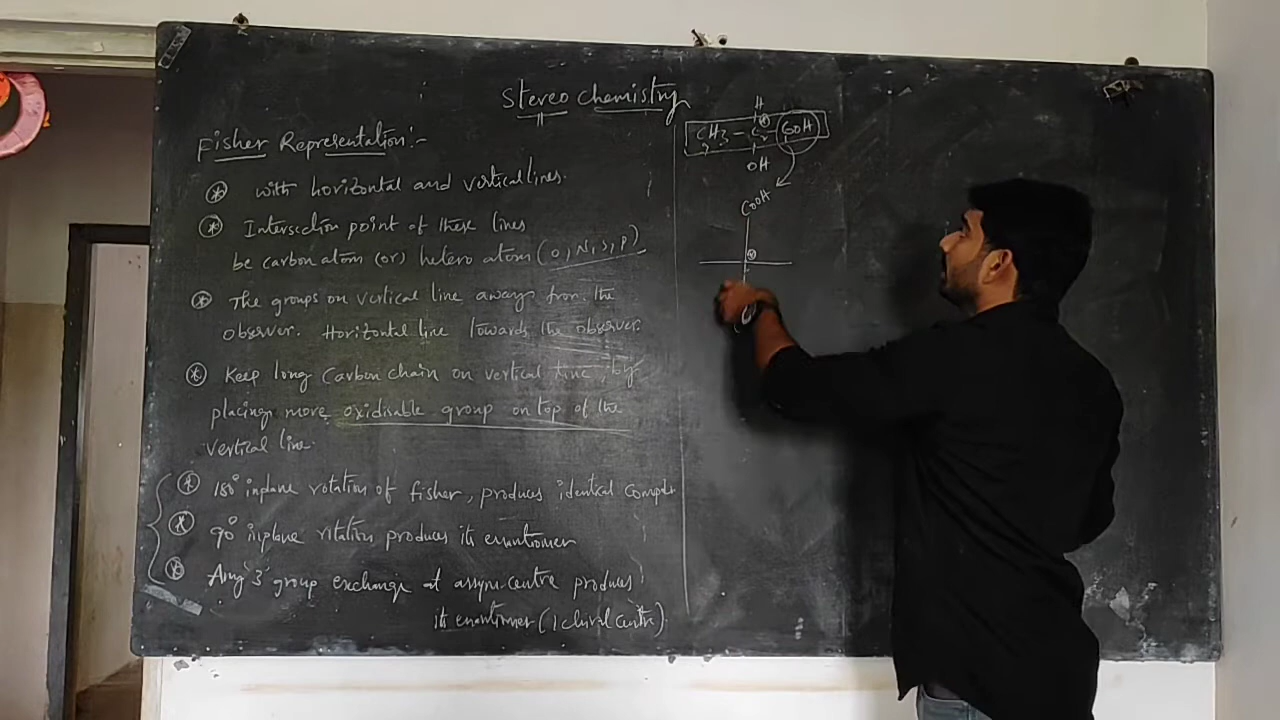 Stereo chemistry
Fisher Representation:-
* with horizontal and vertical lines.
* Intersection point of these lines
be carbon atom (or) hetero atom (O, N, S, P)
* The groups on vertical line aways from the
observer. Horizontal line towards the observer.
* Keep long carbon chain on vertical line, by
placing more oxidisable group on top of the
vertical line.
* 180° inplane rotation of fisher, produces identical
* 90° inplane rotation produces its enantiomer
* Any '3' group exchange at assym.centre produces
its enantiomer (1 chiral centre).
H
CH3 - C - COOH
OH
COOH